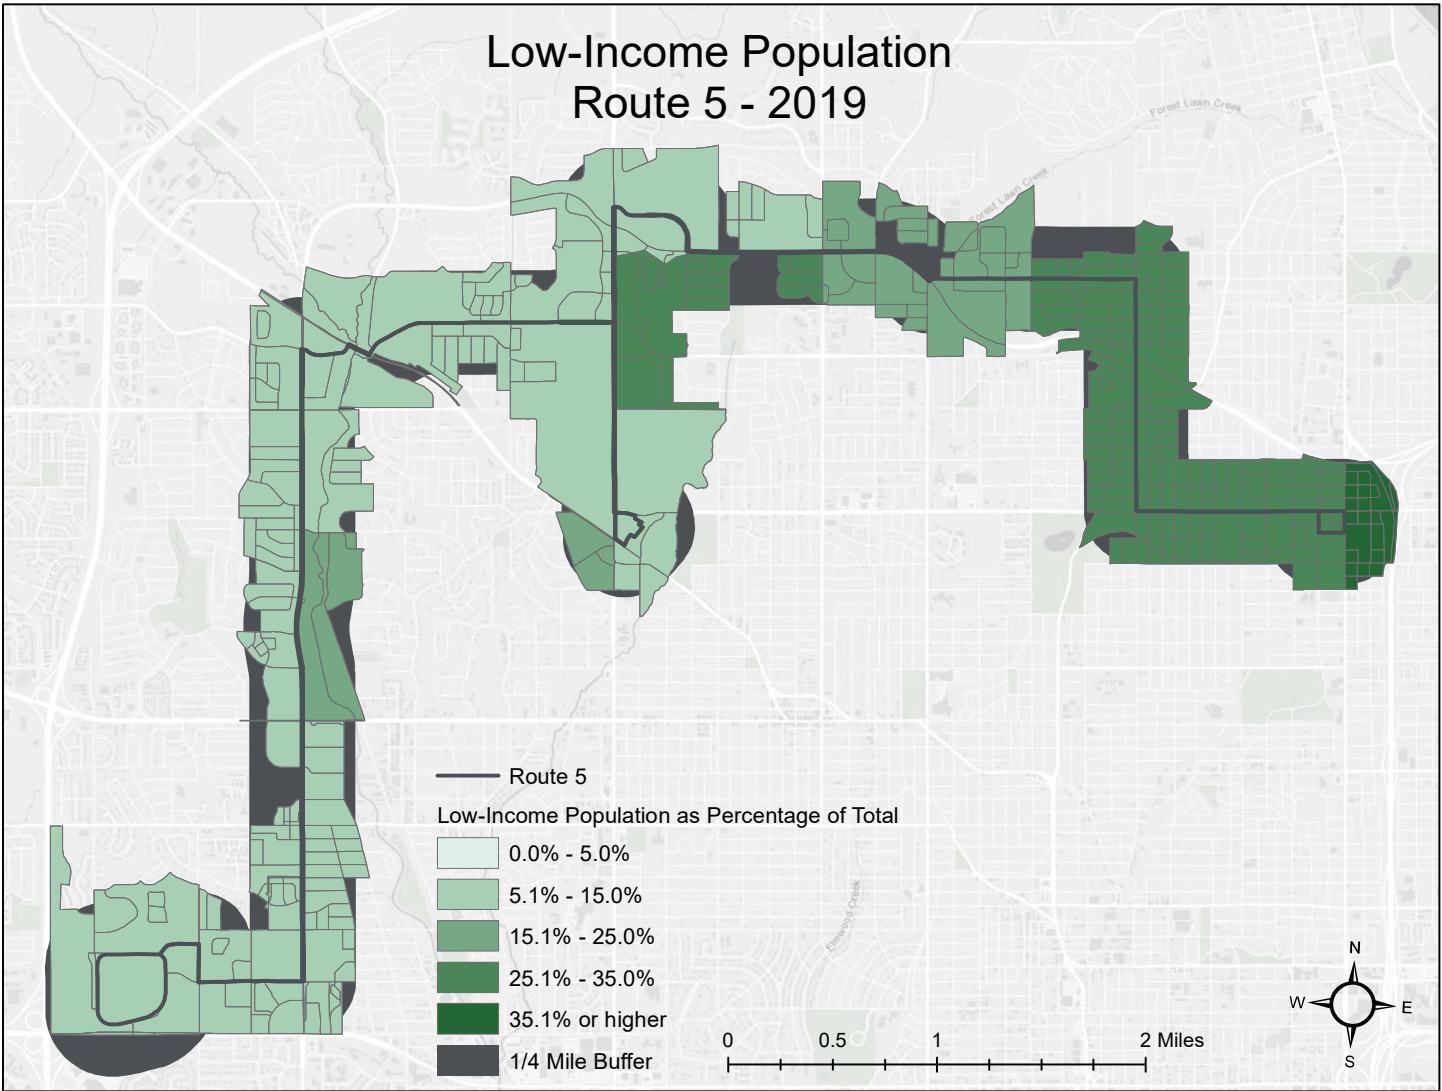 Low-Income Population
Route 5 - 2019
Forest Lawn Creek
Forest Lawn Creek
Route 5
Low-Income Population as Percentage of Total
0.0% - 5.0%
5.1% - 15.0%
15.1% - 25.0%
25.1% - 35.0%
35.1% or higher
1/4 Mile Buffer
Elmwood Creek
0 0.5 1 2 Miles
N
W E
S